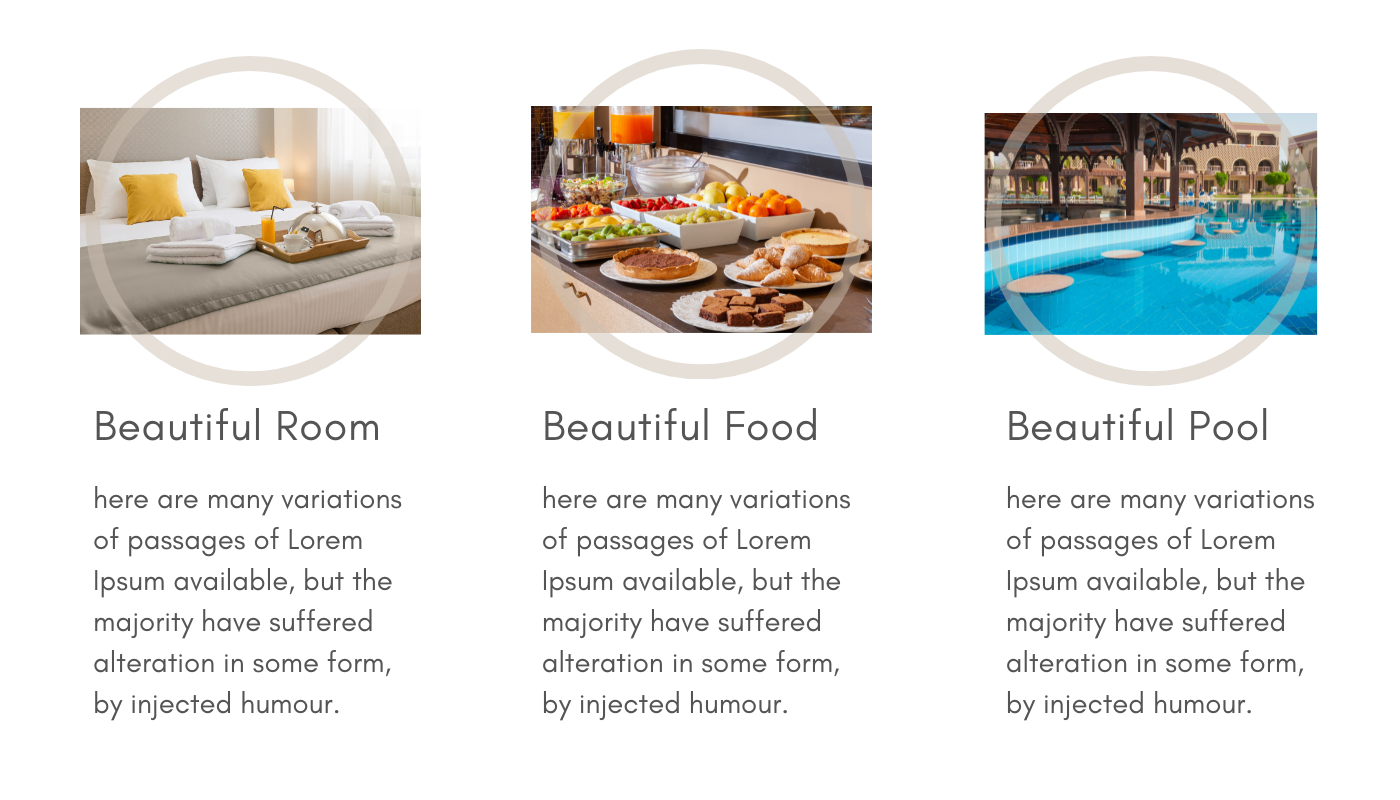 Beautiful Room
here are many variations
of passages of Lorem
Ipsum available, but the
majority have suffered
alteration in some form,
by injected humour.
Beautiful Food
here are many variations
of passages of Lorem
Ipsum available, but the
majority have suffered
alteration in some form,
by injected humour.
Beautiful Pool
here are many variations
of passages of Lorem
Ipsum available, but the
majority have suffered
alteration in some form,
by injected humour.